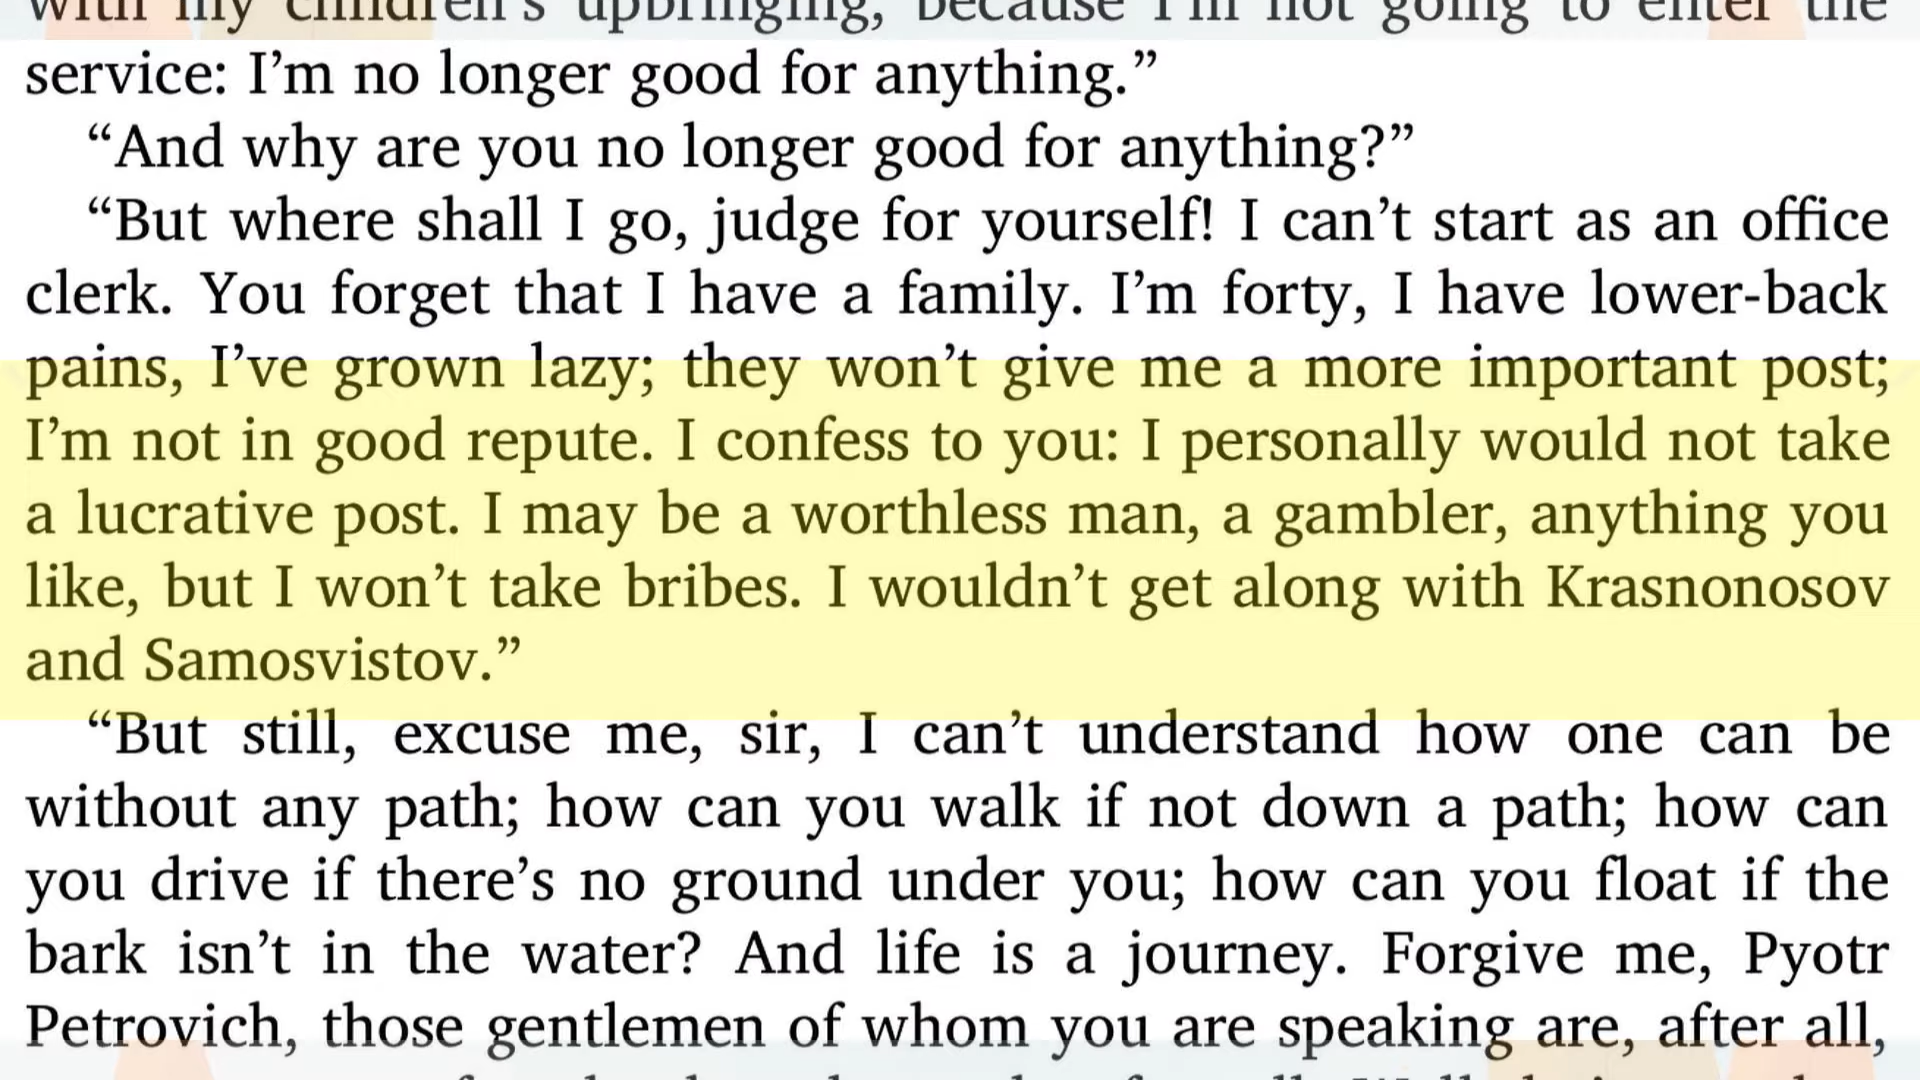 with my children's upbringing, because I'm not going to enter the
service: I’m no longer good for anything.”
“And why are you no longer good for anything?”
“But where shall I go, judge for yourself! I can’t start as an office
clerk. You forget that I have a family. I’m forty, I have lower-back
pains, I’ve grown lazy; they won’t give me a more important post;
I’m not in good repute. I confess to you: I personally would not take
a lucrative post. I may be a worthless man, a gambler, anything you
like, but I won’t take bribes. I wouldn’t get along with Krasnonosov
and Samosvistov.”
“But still, excuse me, sir, I can’t understand how one can be
without any path; how can you walk if not down a path; how can
you drive if there’s no ground under you; how can you float if the
bark isn’t in the water? And life is a journey. Forgive me, Pyotr
Petrovich, those gentlemen of whom you are speaking are, after all,